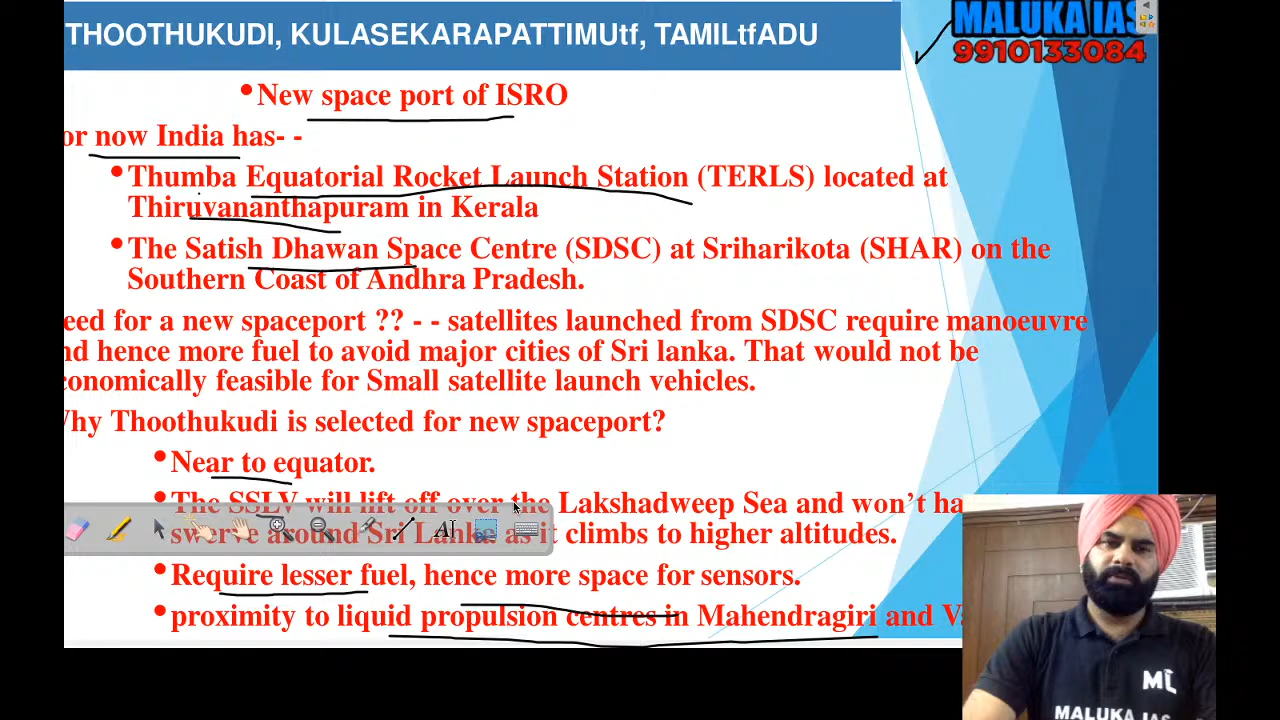 THOOTHUKUDI, KULASEKARAPATTIMUtf, TAMILtfADU
MALUKA IAS
9910133084
•New space port of ISRO
or now India has- -
•Thumba Equatorial Rocket Launch Station (TERLS) located at
Thiruvananthapuram in Kerala
•The Satish Dhawan Space Centre (SDSC) at Sriharikota (SHAR) on the
Southern Coast of Andhra Pradesh.
eed for a new spaceport ?? - - satellites launched from SDSC require manoeuvre
nd hence more fuel to avoid major cities of Sri lanka. That would not be
conomically feasible for Small satellite launch vehicles.
hy Thoothukudi is selected for new spaceport?
•Near to equator.
•The SSLV will lift off over the Lakshadweep Sea and won’t ha
swerve around Sri Lanka as it climbs to higher altitudes.
•Require lesser fuel, hence more space for sensors.
•proximity to liquid propulsion centres in Mahendragiri and V
ML
MALUKA IAS